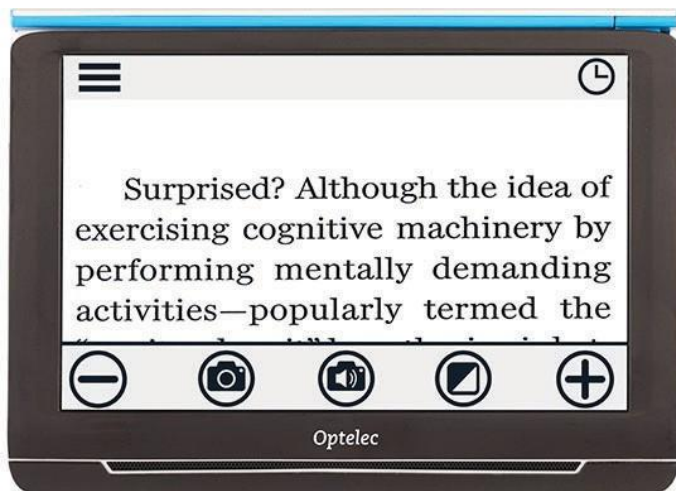 Surprised? Although the idea of
exercising cognitive machinery by
performing mentally demanding
activities—popularly termed the
Optelec